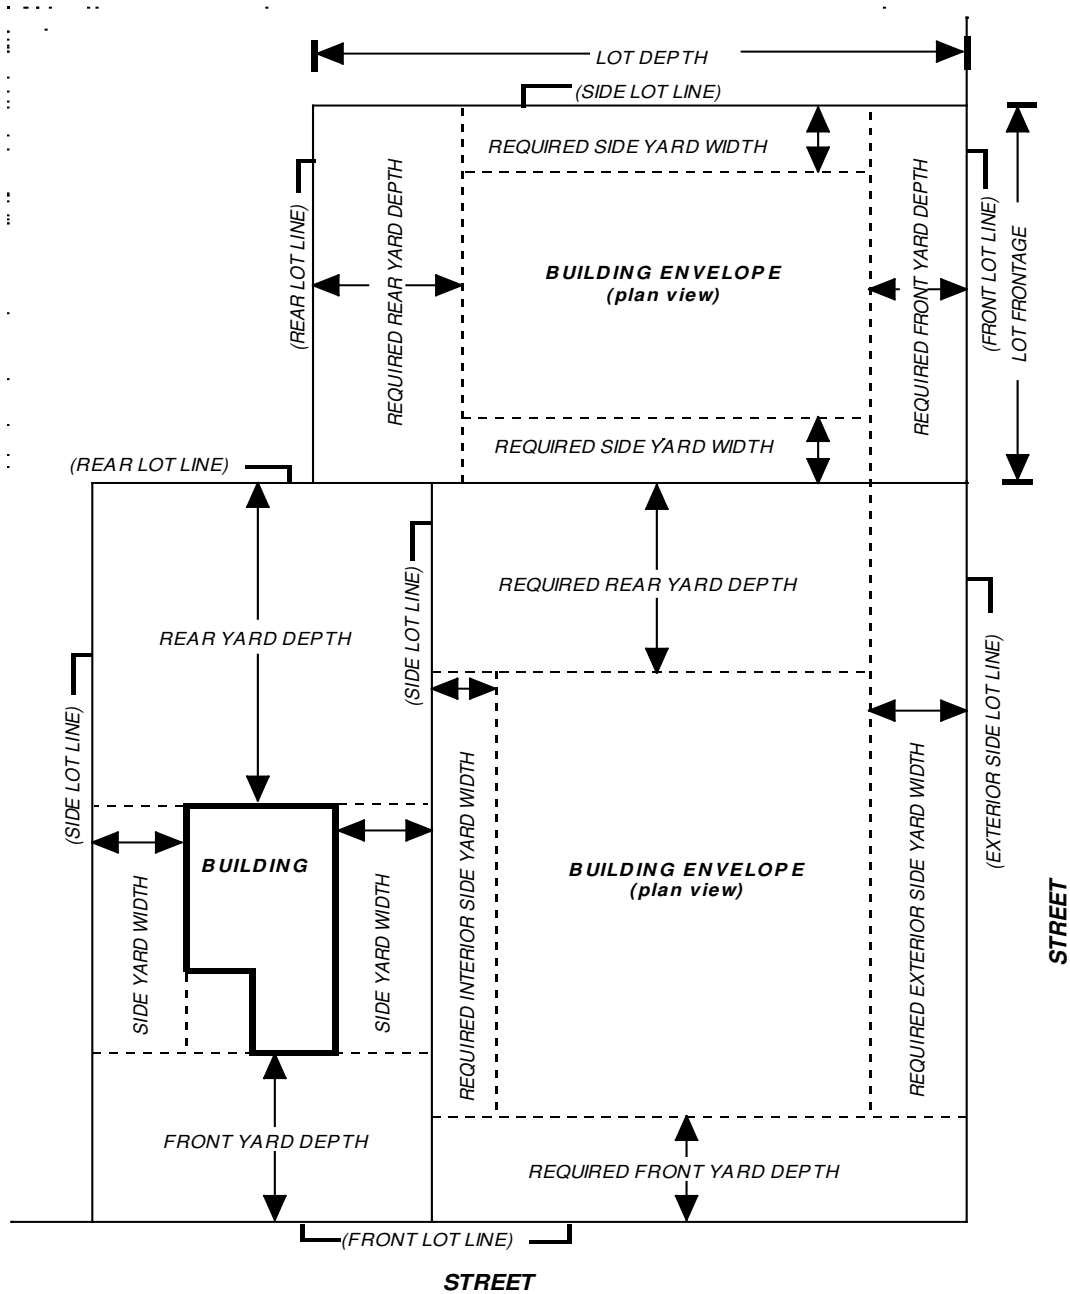 LOT DEPTH
(SIDE LOT LINE)
REQUIRED SIDE YARD WIDTH
(REAR LOT LINE)
REQUIRED REAR YARD DEPTH
BUILDING ENVELOPE
(plan view)
REQUIRED FRONT YARD DEPTH
(FRONT LOT LINE)
LOT FRONTAGE
REQUIRED SIDE YARD WIDTH
(REAR LOT LINE)
(SIDE LOT LINE)
REQUIRED REAR YARD DEPTH
REAR YARD DEPTH
(SIDE LOT LINE)
(EXTERIOR SIDE LOT LINE)
BUILDING
SIDE YARD WIDTH
SIDE YARD WIDTH
REQUIRED INTERIOR SIDE YARD WIDTH
BUILDING ENVELOPE
(plan view)
REQUIRED EXTERIOR SIDE YARD WIDTH
STREET
FRONT YARD DEPTH
REQUIRED FRONT YARD DEPTH
(FRONT LOT LINE)
STREET